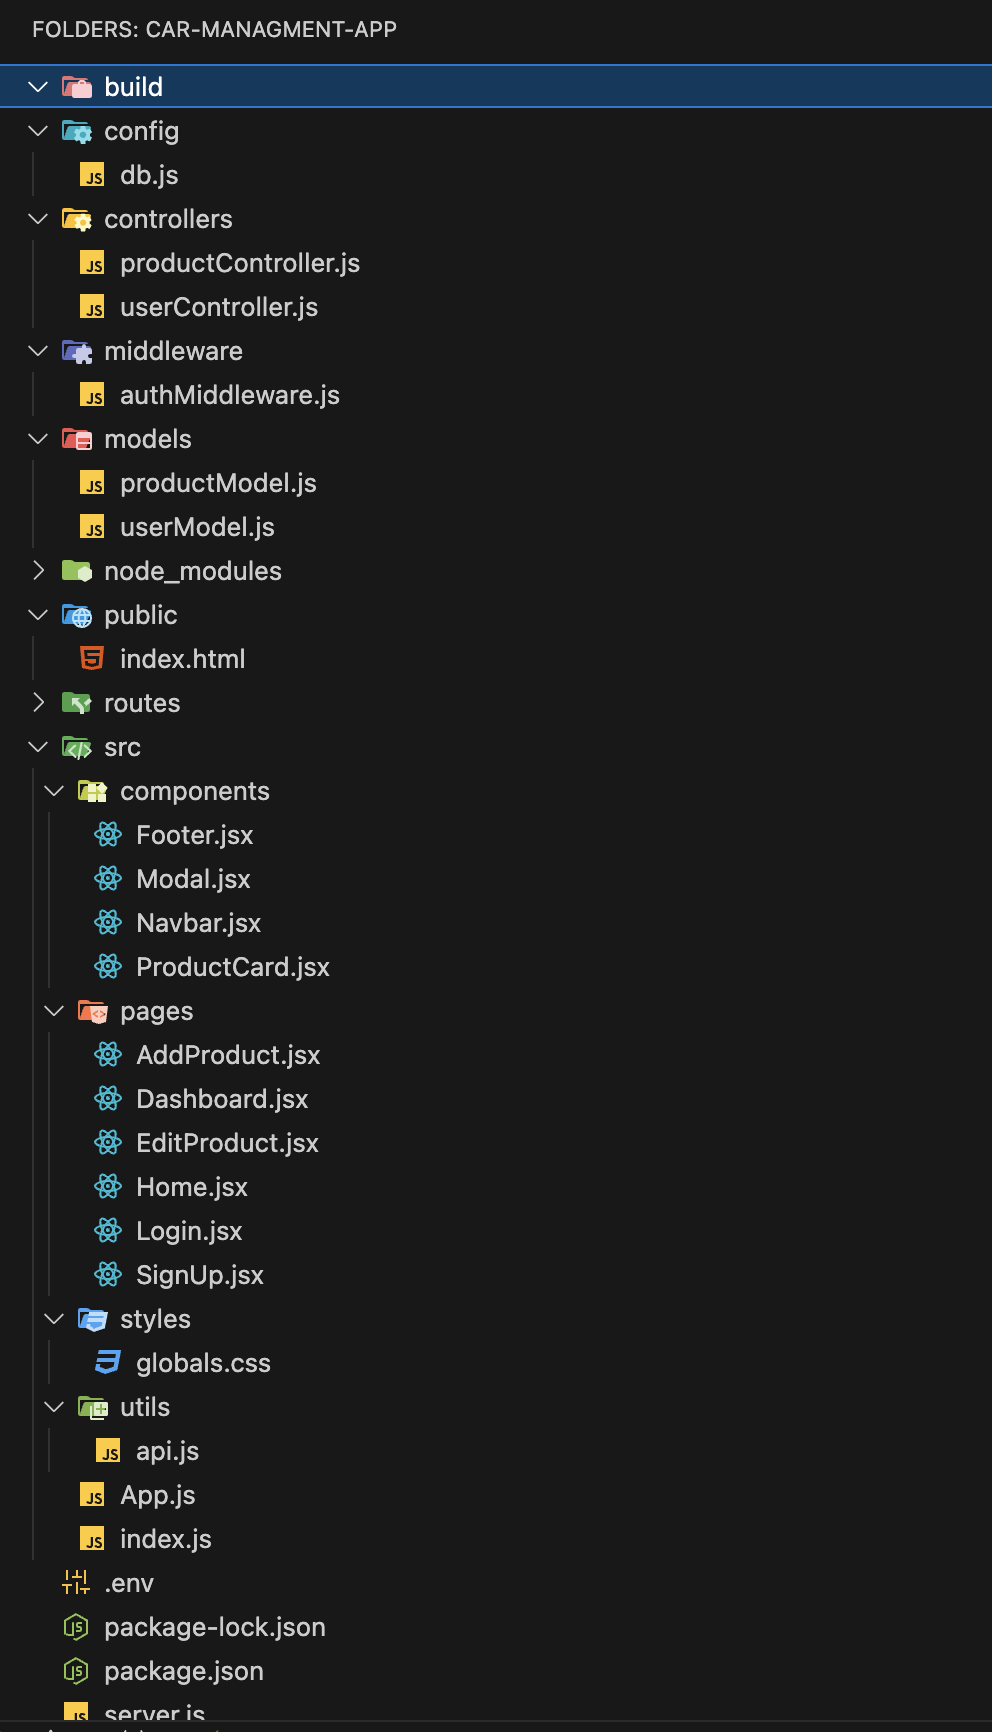 FOLDERS: CAR-MANAGMENT-APP
build
config
JS db.js
controllers
JS productController.js
JS userController.js
middleware
JS authMiddleware.js
models
JS productModel.js
JS userModel.js
node_modules
public
index.html
routes
src
components
Footer.jsx
Modal.jsx
Navbar.jsx
ProductCard.jsx
pages
AddProduct.jsx
Dashboard.jsx
EditProduct.jsx
Home.jsx
Login.jsx
SignUp.jsx
styles
globals.css
utils
JS api.js
JS App.js
JS index.js
.env
JS package-lock.json
JS package.json
JS server.js